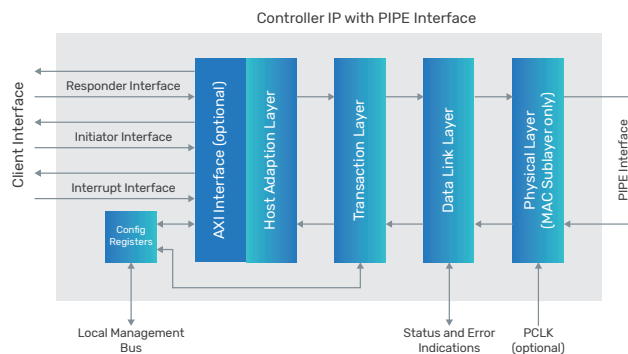 Controller IP with PIPE Interface
Client Interface
Responder Interface
Initiator Interface
Interrupt Interface
Config
Registers
AXI Interface (optional)
Host Adaption Layer
Transaction Layer
Data Link Layer
Physical Layer
(MAC Sublayer only)
PIPE Interface
Local Management
Bus
Status and Error
Indications
PCLK
(optional)